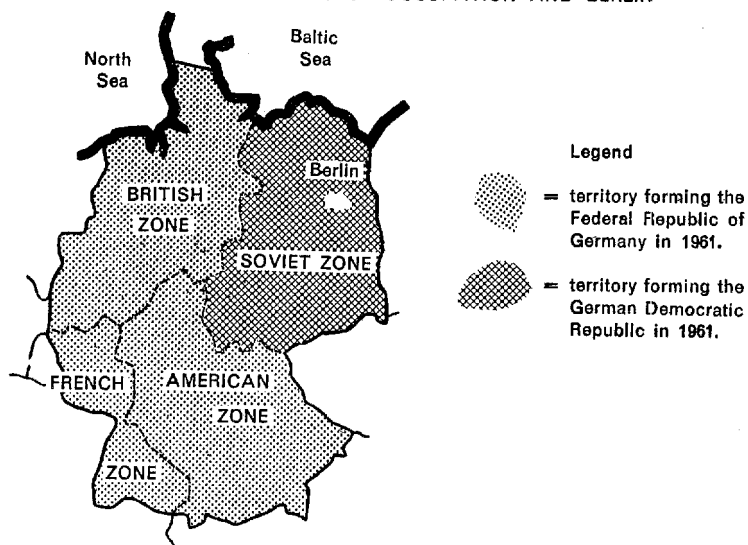 North
Sea
Baltic
Sea
BRITISH
ZONE
Berlin
SOVIET ZONE
FRENCH
ZONE
AMERICAN
ZONE
Legend
= territory forming the
Federal Republic of
Germany in 1961.
= territory forming the
German Democratic
Republic in 1961.